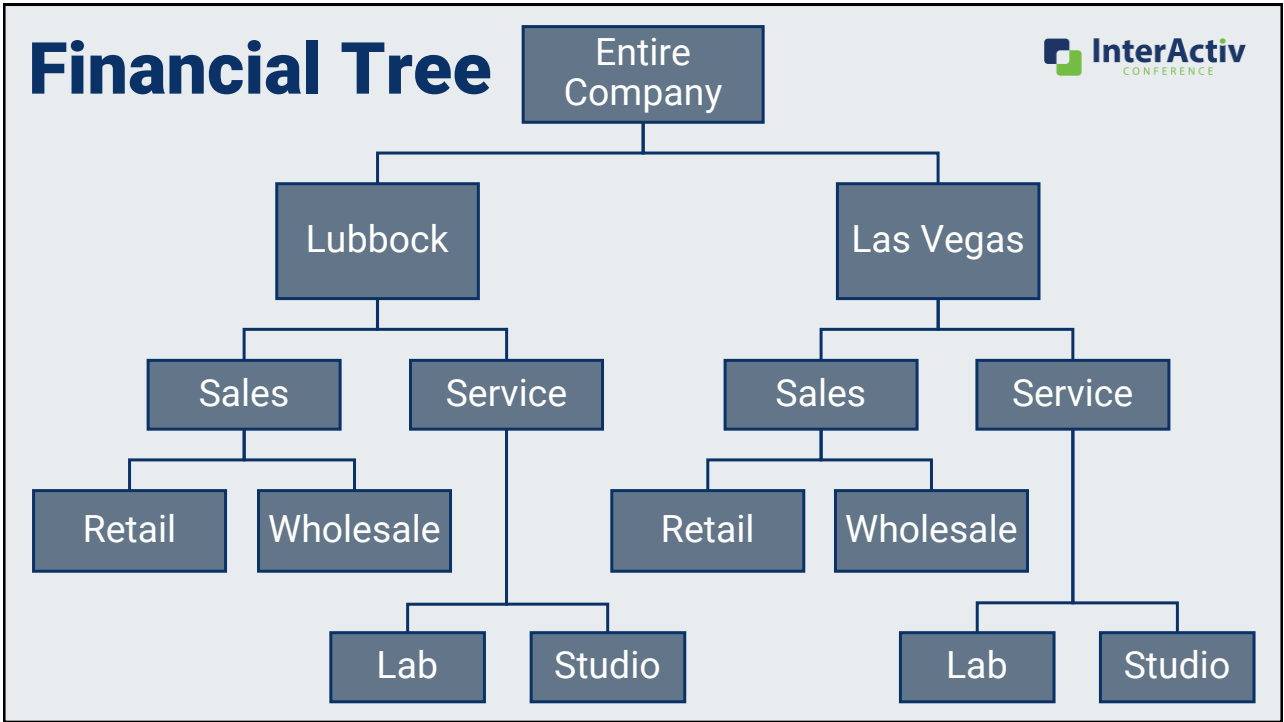 Financial Tree
Entire
Company
InterActiv
CONFERENCE
Lubbock
Las Vegas
Sales
Service
Sales
Service
Retail
Wholesale
Retail
Wholesale
Lab
Studio
Lab
Studio